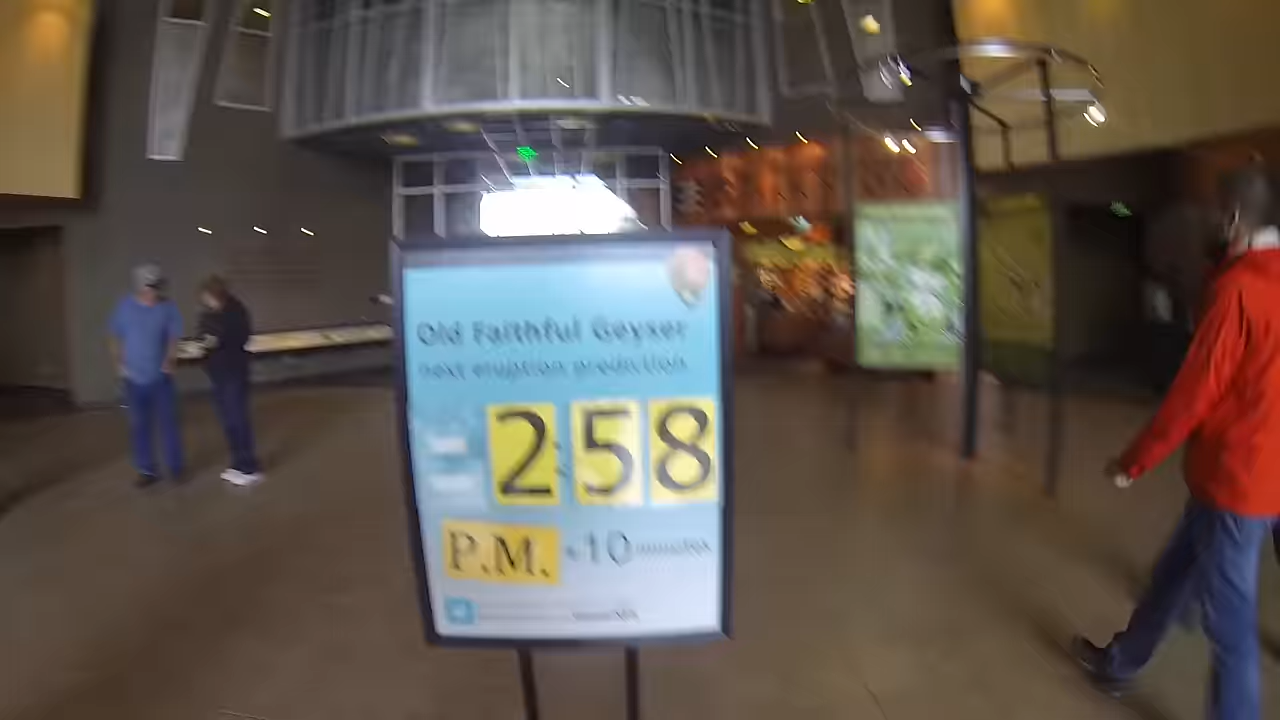 Old Faithful Geyser
next eruption prediction
2:58
P.M. ±10 minutes